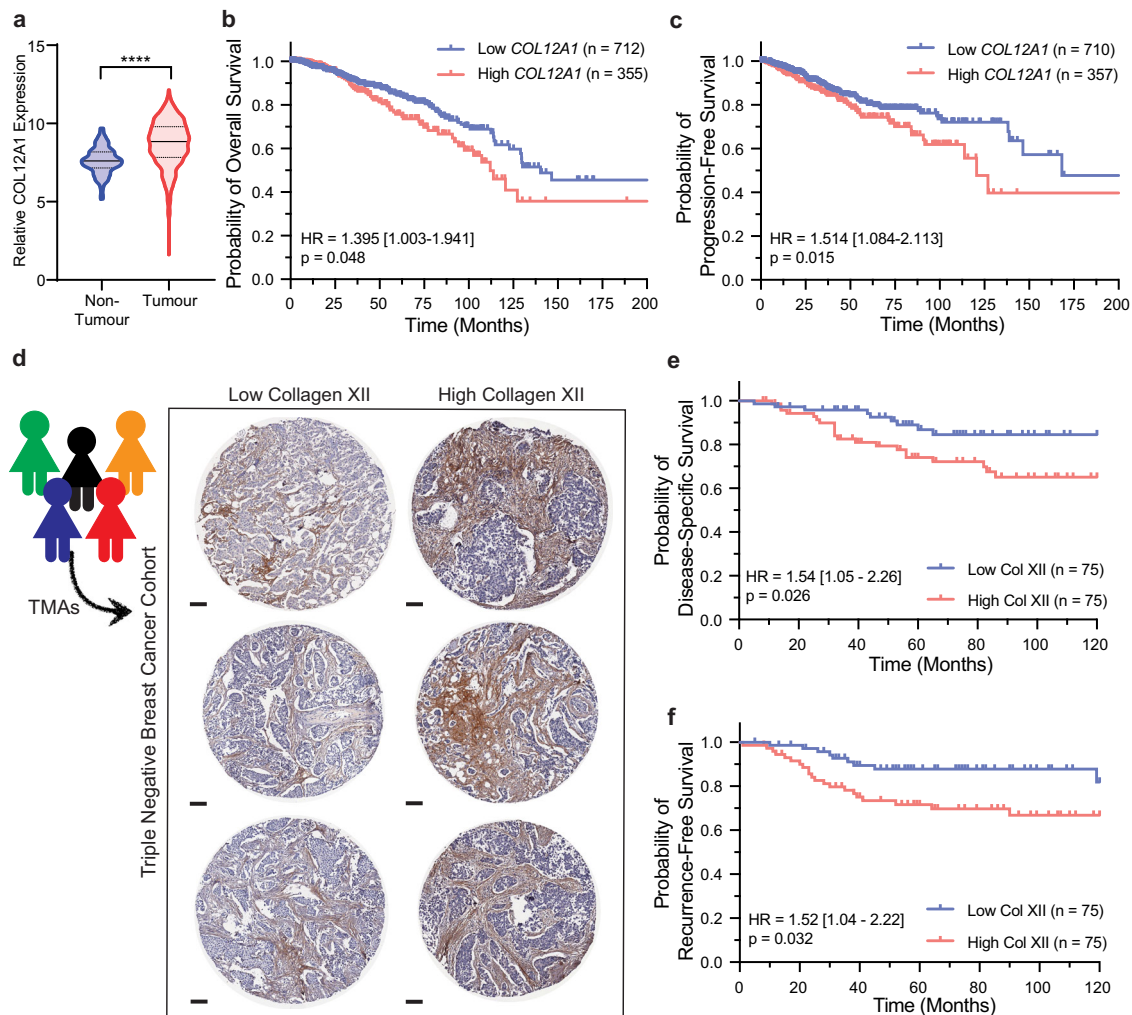 a
Relative COL12A1 Expression
15
10
5
0
****
Non-
Tumour
Tumour
b
Probability of Overall Survival
1.0
0.8
0.6
0.4
0.2
0.0
Low COL12A1 (n = 712)
High COL12A1 (n = 355)
HR = 1.395 [1.003-1.941]
p = 0.048
0 25 50 75 100 125 150 175 200
Time (Months)
c
Probability of
Progression-Free Survival
1.0
0.8
0.6
0.4
0.2
0.0
Low COL12A1 (n = 710)
High COL12A1 (n = 357)
HR = 1.514 [1.084-2.113]
p = 0.015
0 25 50 75 100 125 150 175 200
Time (Months)
d
TMAs
Triple Negative Breast Cancer Cohort
Low Collagen XII
High Collagen XII
e
Probability of
Disease-Specific Survival
1.0
0.8
0.6
0.4
0.2
0.0
HR = 1.54 [1.05 - 2.26]
p = 0.026
Low Col XII (n = 75)
High Col XII (n = 75)
0 20 40 60 80 100 120
Time (Months)
f
Probability of
Recurrence-Free Survival
1.0
0.8
0.6
0.4
0.2
0.0
HR = 1.52 [1.04 - 2.22]
p = 0.032
Low Col XII (n = 75)
High Col XII (n = 75)
0 20 40 60 80 100 120
Time (Months)